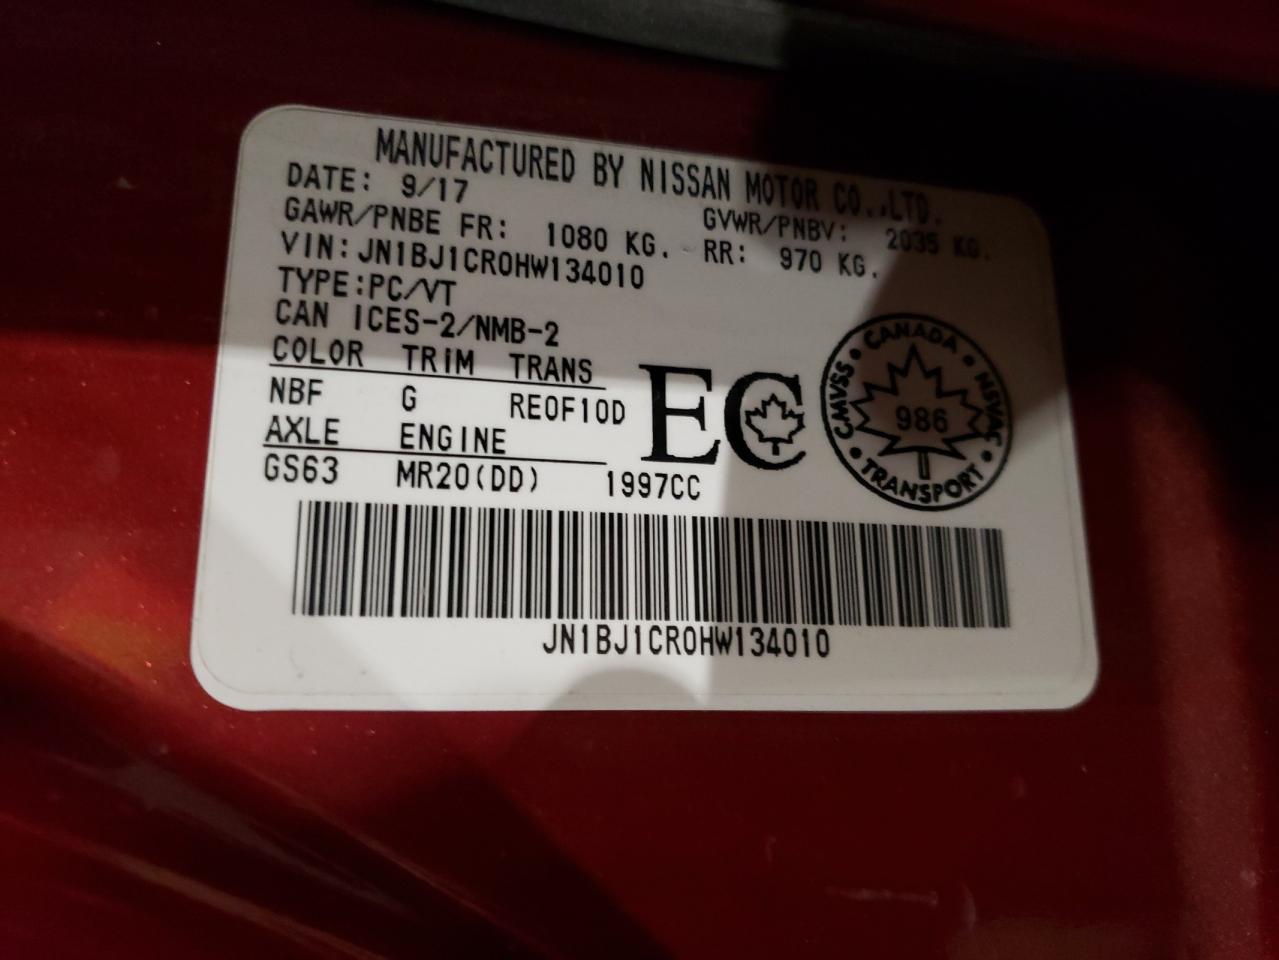 MANUFACTURED BY NISSAN MOTOR CO.,LTD.
DATE: 9/17 GVWR/PNBV: 2035 KG.
GAWR/PNBE FR: 1080 KG. RR: 970 KG.
VIN:JN1BJ1CR0HW134010
TYPE:PC/VT
CAN ICES-2/NMB-2
COLOR TRIM TRANS
NBF G RE0F10D
AXLE ENGINE
GS63 MR20(DD) 1997CC
EC
CANADA
CMVSS
NSVAC
986
TRANSPORT
JN1BJ1CR0HW134010